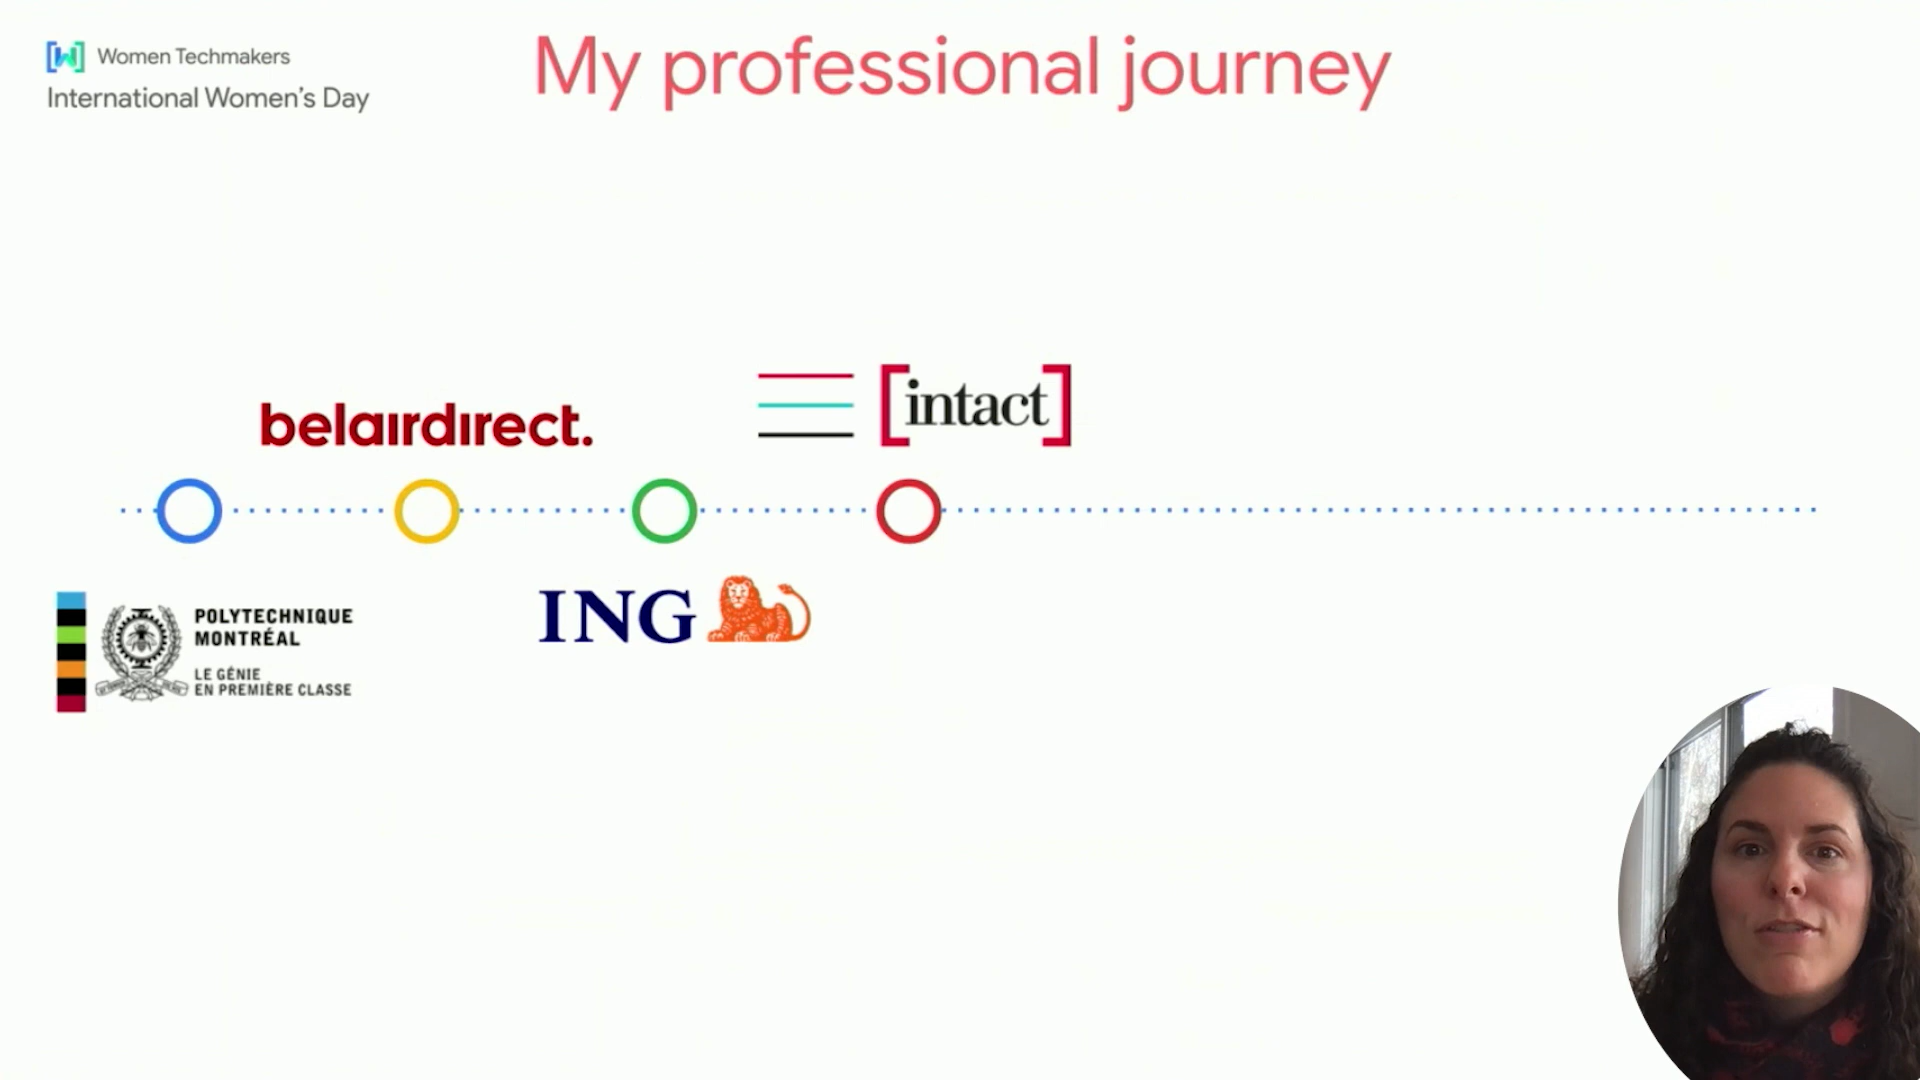 Women Techmakers
International Women's Day
My professional journey
belairdirect.
[intact]
ING
POLYTECHNIQUE
MONTRÉAL
LE GÉNIE
EN PREMIÈRE CLASSE